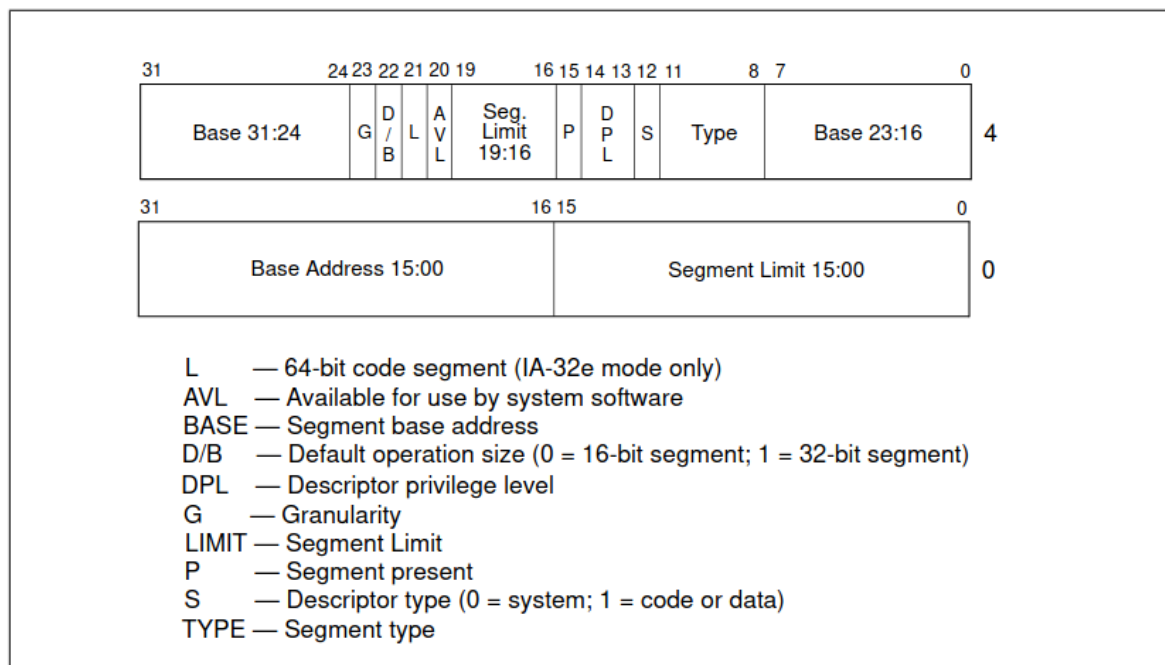 31 24 23 22 21 20 19 16 15 14 13 12 11 8 7 0
Base 31:24
G
D
/
B
L
A
V
L
Seg.
Limit
19:16
P
D
P
L
S
Type
Base 23:16
4
31 16 15 0
Base Address 15:00
Segment Limit 15:00
0
L — 64-bit code segment (IA-32e mode only)
AVL — Available for use by system software
BASE — Segment base address
D/B — Default operation size (0 = 16-bit segment; 1 = 32-bit segment)
DPL — Descriptor privilege level
G — Granularity
LIMIT — Segment Limit
P — Segment present
S — Descriptor type (0 = system; 1 = code or data)
TYPE — Segment type